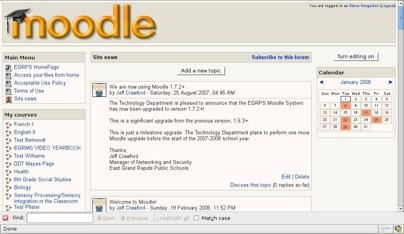 moodle
You are logged in as Steve Hogadon (Logout)
Main Menu
EGRPS HomePage
Access your files from home
Acceptable Use Policy
Terms of Use
Site news
My courses
French 1
English 9
Test Behrendt
EGRMS VIDEO YEARBOOK
Test Williams
DDT Mayes Page
Health
8th Grade Social Studies
Biology
Sensory Processing/Sensory
Integration in the Classroom
Test Pfister
Site news
Subscribe to this forum
Add a new topic
We are now using Moodle 1.7.2+
by Jeff Crawford - Saturday, 25 August 2007, 04:45 AM
The Technology Department is pleased to announce that the EGRPS Moodle System
has now been upgraded to version 1.7.2+.
This is a significant upgrade from the previous version, 1.5.3+.
This is just a milestone upgrade. The Technology Department plans to perform one more
Moodle upgrade before the start of the 2007-2008 school year.
Thanks,
Jeff Crawford
Manager of Networking and Security
East Grand Rapids Public Schools
Edit | Delete
Discuss this topic (0 replies so far)
Welcome to Moodle!
by Jeff Crawford - Sunday, 19 February 2006, 11:52 PM
Turn editing on
Calendar
January 2008
Sun Mon Tue Wed Thu Fri Sat
1 2 3 4 5
6 7 8 9 10 11 12
13 14 15 16 17 18 19
20 21 22 23 24 25 26
27 28 29 30 31
Find:
Next
Previous
Highlight all
Match case
Done